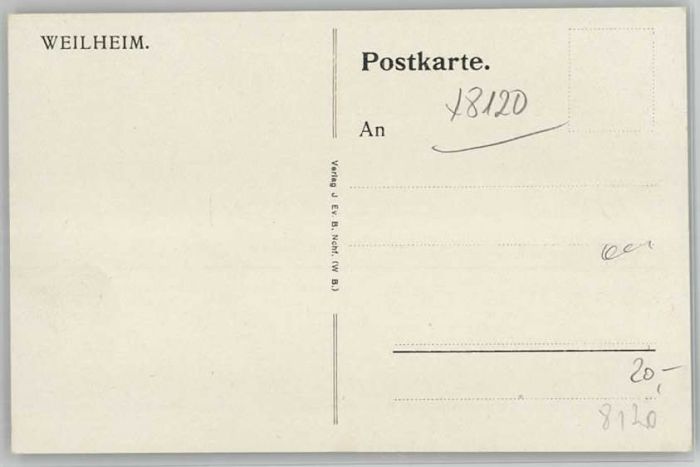 WEILHEIM.
Postkarte.
x8120
An
Verlag J. Ev. B. Nchf. (W. B.)
20,-
8120